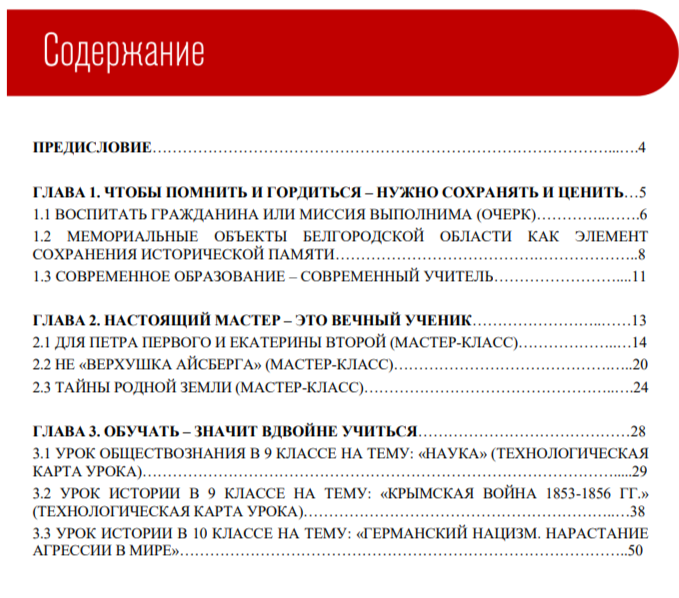 Содержание
ПРЕДИСЛОВИЕ……………………………………………………………………………...….4
ГЛАВА 1. ЧТОБЫ ПОМНИТЬ И ГОРДИТЬСЯ – НУЖНО СОХРАНЯТЬ И ЦЕНИТЬ…5
1.1 ВОСПИТАТЬ ГРАЖДАНИНА ИЛИ МИССИЯ ВЫПОЛНИМА (ОЧЕРК)…………..…….6
1.2 МЕМОРИАЛЬНЫЕ ОБЪЕКТЫ БЕЛГОРОДСКОЙ ОБЛАСТИ КАК ЭЛЕМЕНТ
СОХРАНЕНИЯ ИСТОРИЧЕСКОЙ ПАМЯТИ………………………………….……………….8
1.3 СОВРЕМЕННОЕ ОБРАЗОВАНИЕ – СОВРЕМЕННЫЙ УЧИТЕЛЬ……………………....11
ГЛАВА 2. НАСТОЯЩИЙ МАСТЕР – ЭТО ВЕЧНЫЙ УЧЕНИК…………………….……13
2.1 ДЛЯ ПЕТРА ПЕРВОГО И ЕКАТЕРИНЫ ВТОРОЙ (МАСТЕР-КЛАСС)………………...…14
2.2 НЕ «ВЕРХУШКА АЙСБЕРГА» (МАСТЕР-КЛАСС)……………………………………...…..20
2.3 ТАЙНЫ РОДНОЙ ЗЕМЛИ (МАСТЕР-КЛАСС)…………………………………………..….24
ГЛАВА 3. ОБУЧАТЬ – ЗНАЧИТ ВДВОЙНЕ УЧИТЬСЯ……………………………………28
3.1 УРОК ОБЩЕСТВОЗНАНИЯ В 9 КЛАССЕ НА ТЕМУ: «НАУКА» (ТЕХНОЛОГИЧЕСКАЯ
КАРТА УРОКА)……………………………………………………………………………….....29
3.2 УРОК ИСТОРИИ В 9 КЛАССЕ НА ТЕМУ: «КРЫМСКАЯ ВОЙНА 1853-1856 ГГ.»
(ТЕХНОЛОГИЧЕСКАЯ КАРТА УРОКА)…………………………………………………..…38
3.3 УРОК ИСТОРИИ В 10 КЛАССЕ НА ТЕМУ: «ГЕРМАНСКИЙ НАЦИЗМ. НАРАСТАНИЕ
АГРЕССИИ В МИРЕ»…………………………………………………………………………..50